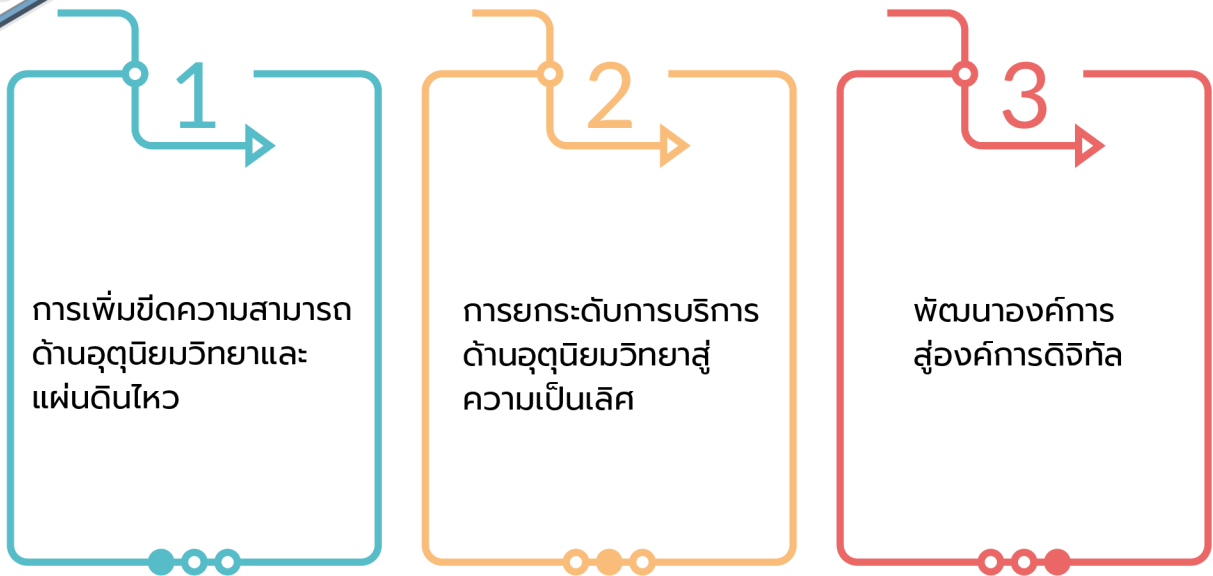 1
การเพิ่มขีดความสามารถ
ด้านอุตุนิยมวิทยาและ
แผ่นดินไหว
2
การยกระดับการบริการ
ด้านอุตุนิยมวิทยาสู่
ความเป็นเลิศ
3
พัฒนาองค์การ
สู่องค์การดิจิทัล